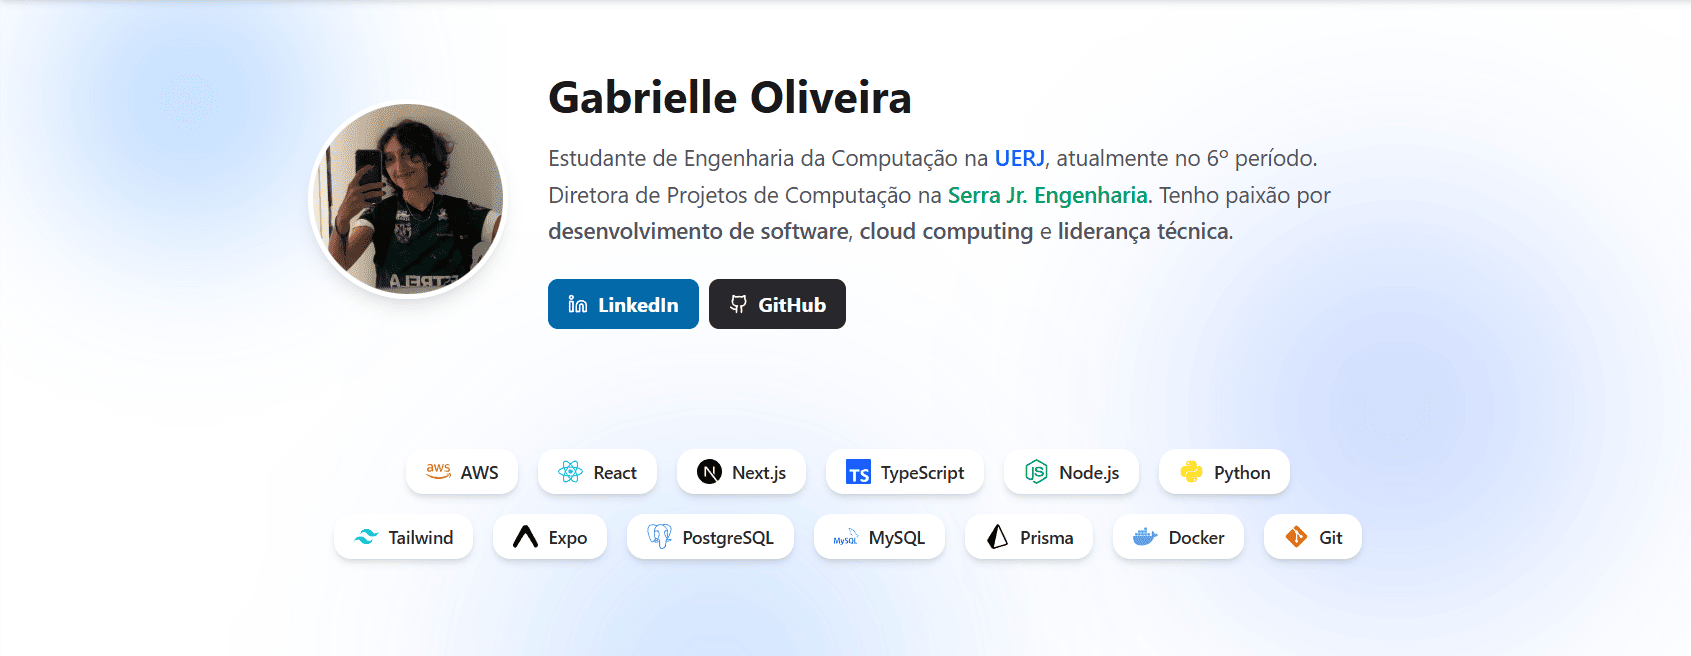 Gabrielle Oliveira
Estudante de Engenharia da Computação na UERJ, atualmente no 6º período.
Diretora de Projetos de Computação na Serra Jr. Engenharia. Tenho paixão por
desenvolvimento de software, cloud computing e liderança técnica.
LinkedIn GitHub
aws AWS React N Next.js TS TypeScript JS Node.js Python
Tailwind Expo PostgreSQL MySQL MySQL Prisma Docker Git